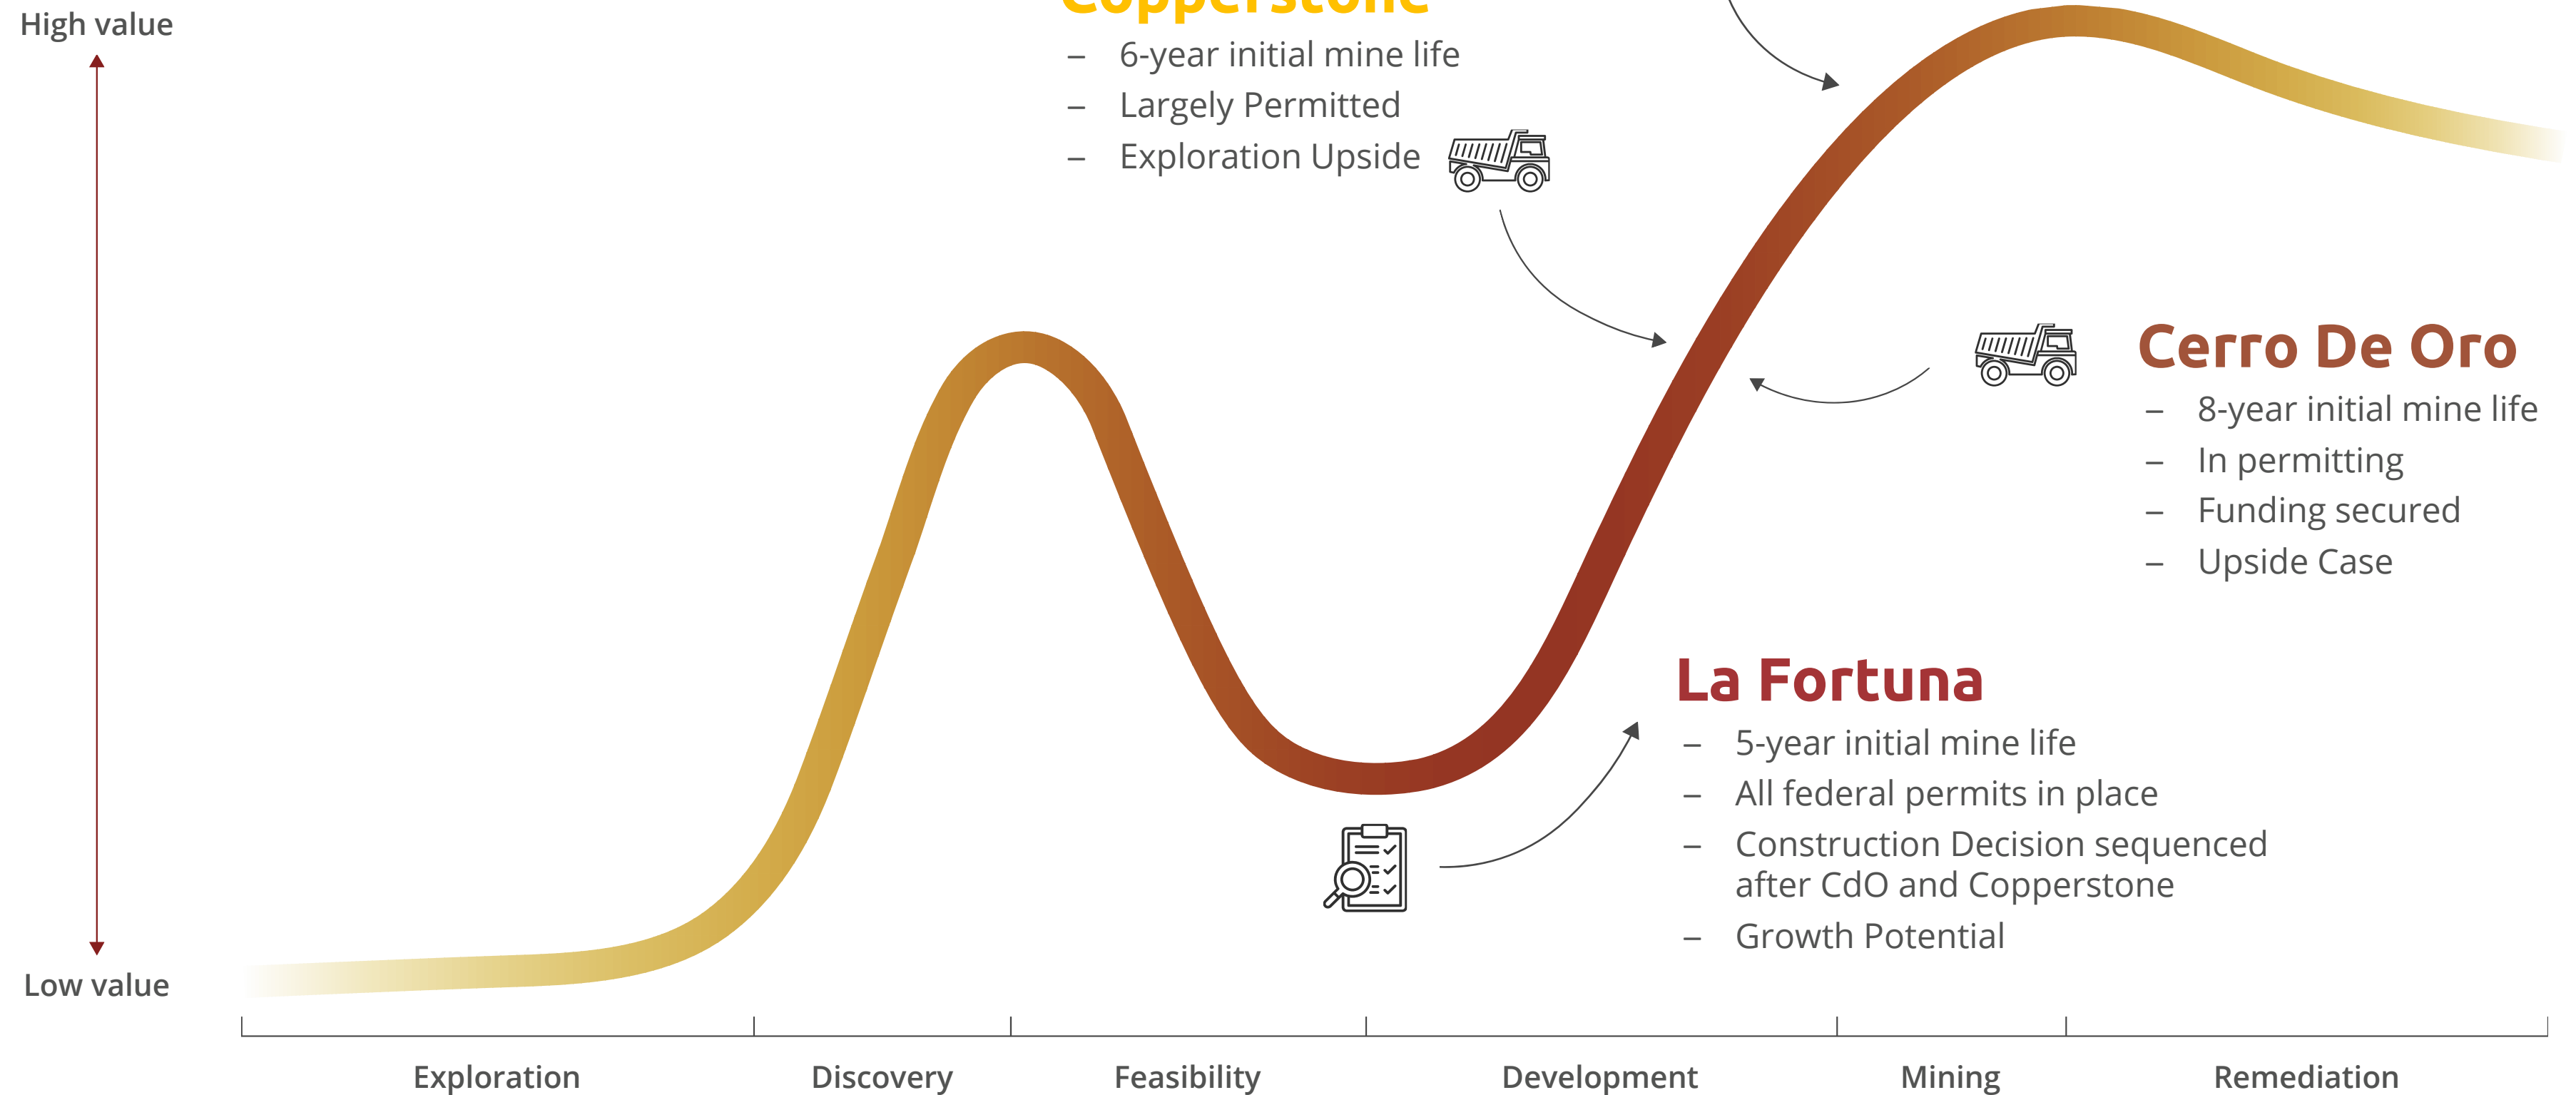 High value
Copperstone
– 6-year initial mine life
– Largely Permitted
– Exploration Upside
Cerro De Oro
– 8-year initial mine life
– In permitting
– Funding secured
– Upside Case
La Fortuna
– 5-year initial mine life
– All federal permits in place
– Construction Decision sequenced
after CdO and Copperstone
– Growth Potential
Low value
Exploration
Discovery
Feasibility
Development
Mining
Remediation